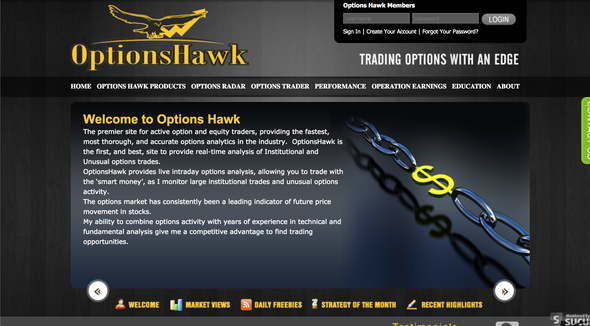 Options Hawk Members
username
password
LOGIN
Sign In | Create Your Account | Forgot Your Password?
OptionsHawk
TRADING OPTIONS WITH AN EDGE
HOME OPTIONS HAWK PRODUCTS OPTIONS RADAR OPTIONS TRADER PERFORMANCE OPERATION EARNINGS EDUCATION ABOUT
Welcome to Options Hawk
The premier site for active option and equity traders, providing the fastest,
most thorough, and accurate options analytics in the industry. OptionsHawk is
the first, and best, site to provide real-time analysis of Institutional and
Unusual options trades.
OptionsHawk provides live intraday options analysis, allowing you to trade with
the 'smart money', as I monitor large institutional trades and unusual options
activity.
The options market has consistently been a leading indicator of future price
movement in stocks.
My ability to combine options activity with years of experience in technical and
fundamental analysis give me a competitive advantage to find trading
opportunities.
$
CONTACT US
WELCOME MARKET VIEWS DAILY FREEBIES STRATEGY OF THE MONTH RECENT HIGHLIGHTS
Testimonials
Monitored by
SUCU